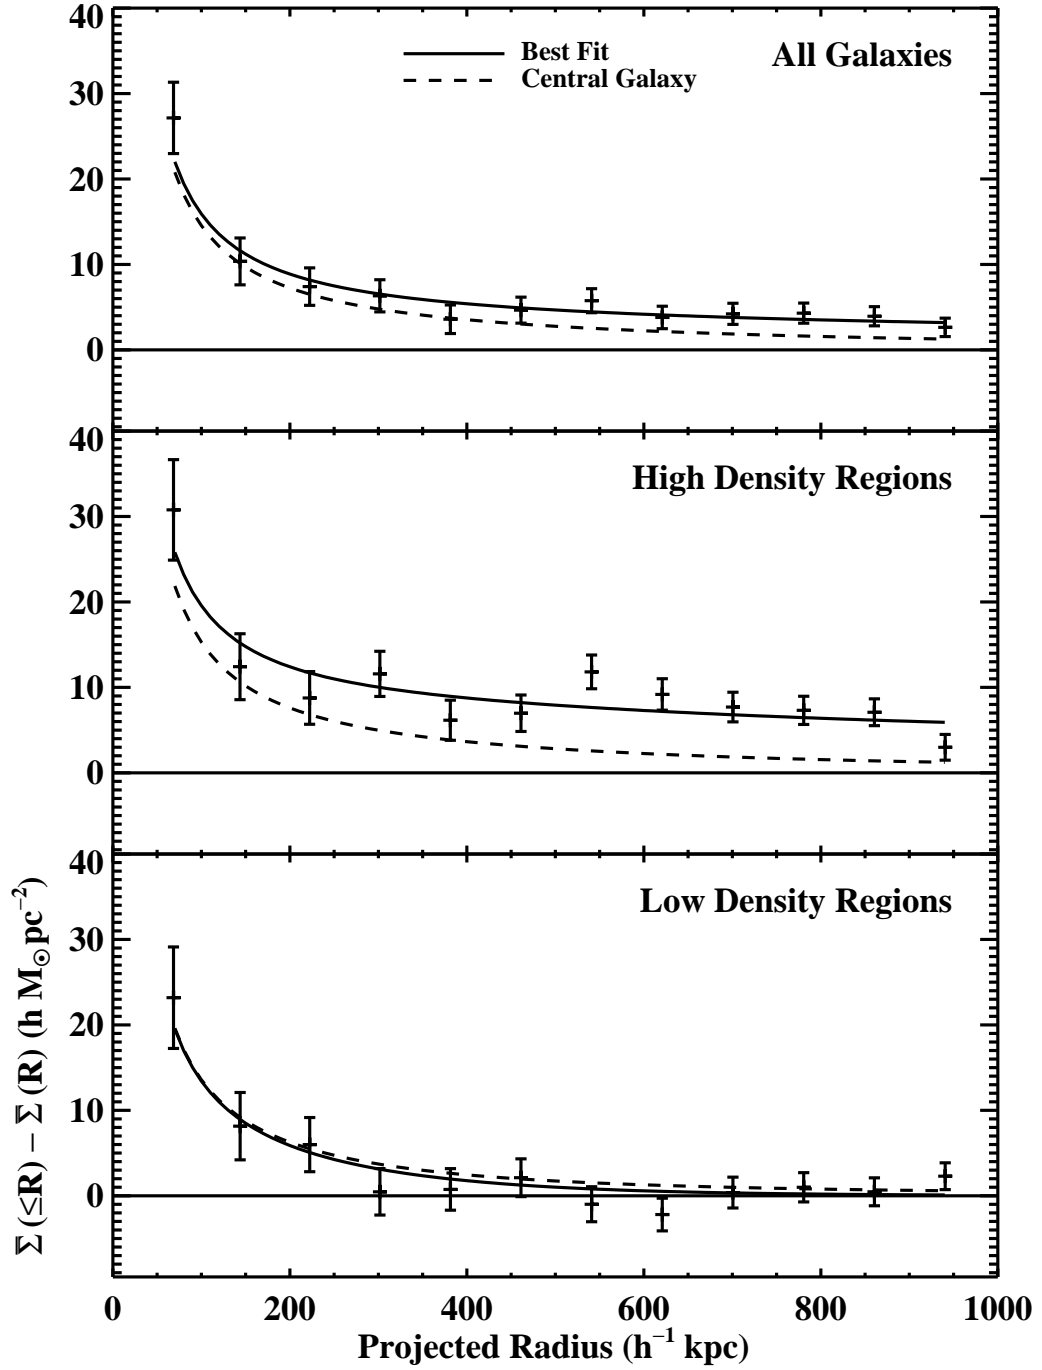 40
30
20
10
0
Best Fit
Central Galaxy
All Galaxies
40
30
20
10
0
High Density Regions
40
30
20
10
0
Low Density Regions
Σ̄ (≤R) − Σ̄ (R) (h M☉pc⁻²)
0 200 400 600 800 1000
Projected Radius (h⁻¹ kpc)